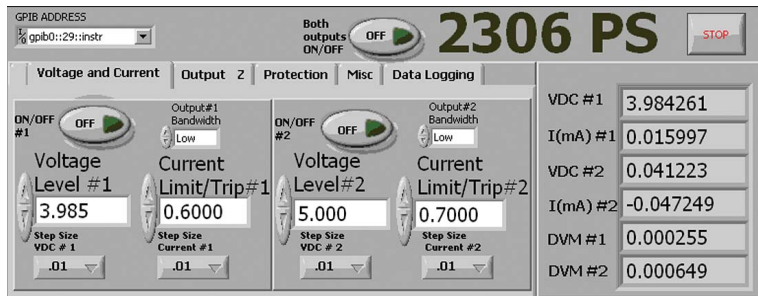 GPIB ADDRESS
gpib0::29::instr
Both
outputs
ON/OFF
OFF
2306 PS
STOP
Voltage and Current
Output Z
Protection
Misc
Data Logging
ON/OFF
#1
OFF
Output#1
Bandwidth
Low
Voltage
Level #1
3.985
Step Size
VDC # 1
.01
Current
Limit/Trip#1
0.6000
Step Size
Current #1
.01
ON/OFF
#2
OFF
Output#2
Bandwidth
Low
Voltage
Level#2
5.000
Step Size
VDC # 2
.01
Current
Limit/Trip#2
0.7000
Step Size
Current #2
.01
VDC #1 3.984261
I(mA) #1 0.015997
VDC #2 0.041223
I(mA) #2 -0.047249
DVM #1 0.000255
DVM #2 0.000649